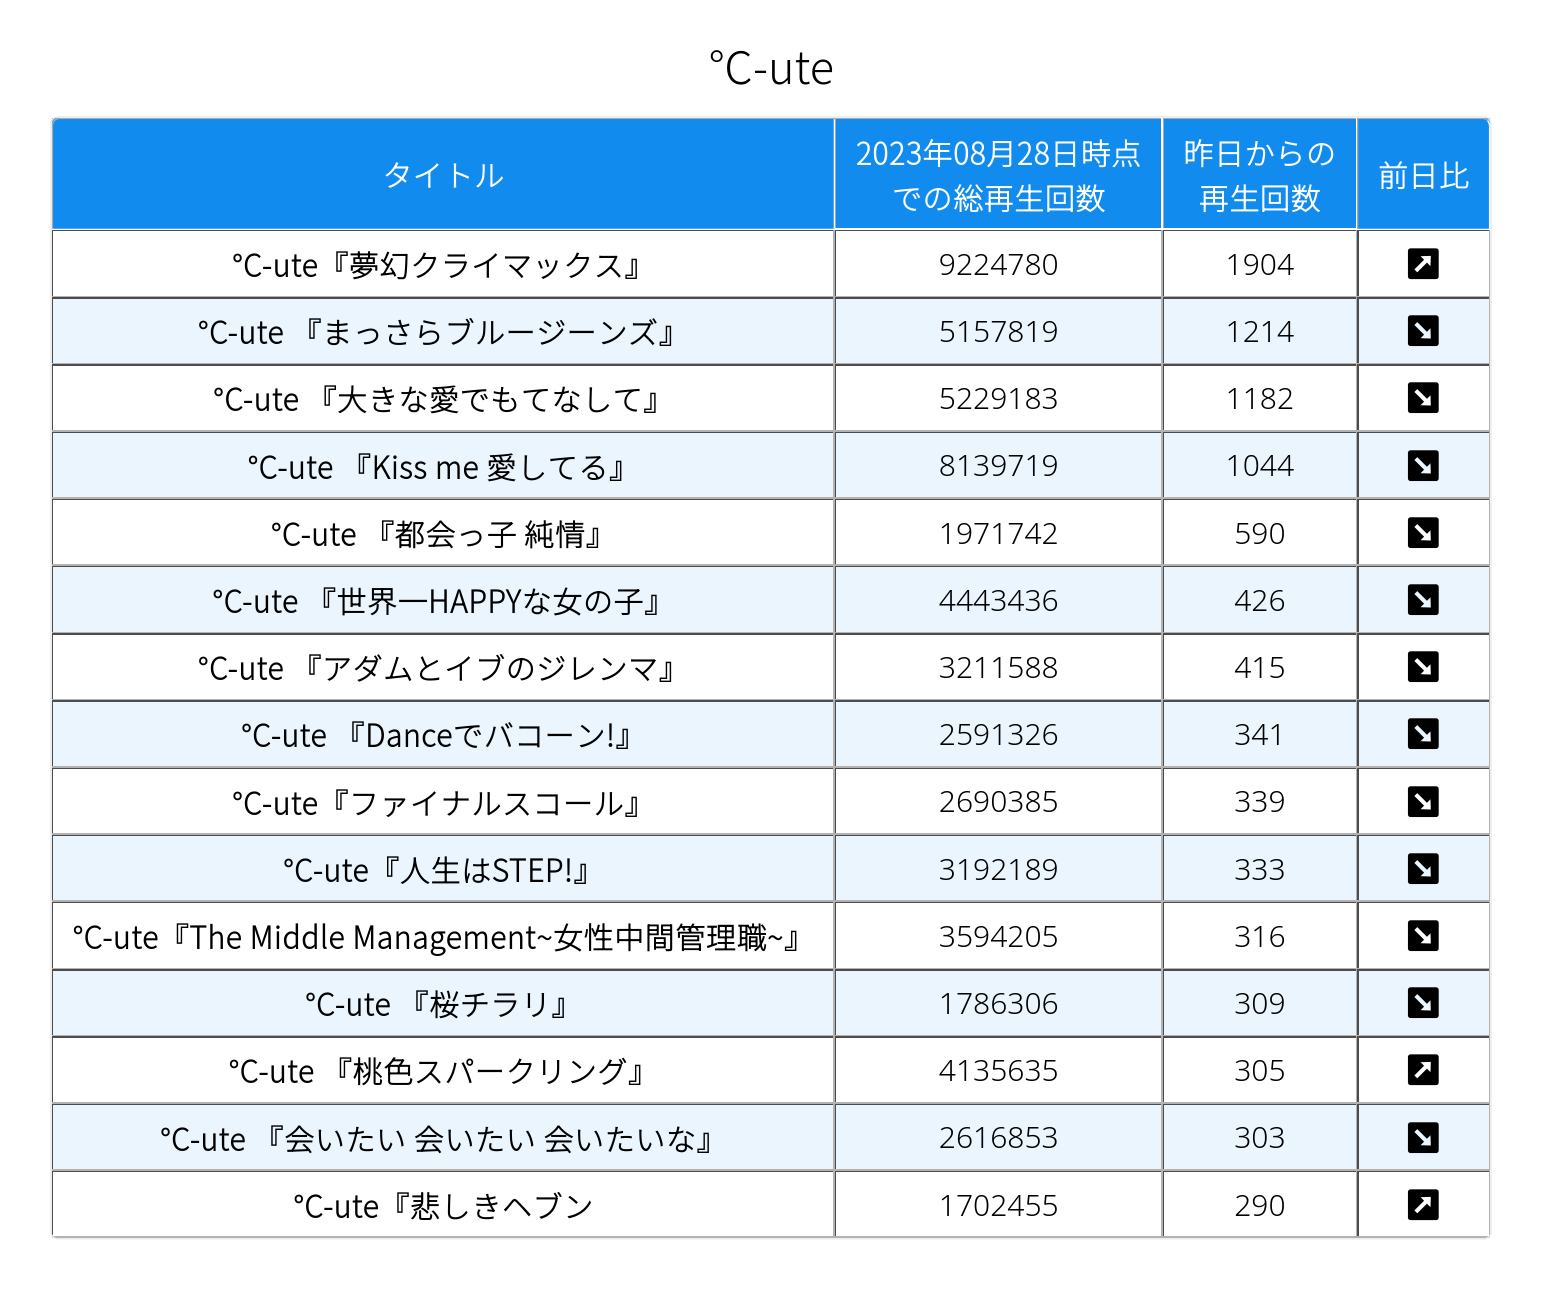 ℃-ute
タイトル
2023年08月28日時点
での総再生回数
昨日からの
再生回数
前日比
℃-ute『夢幻クライマックス』 9224780 1904 ↗
℃-ute 『まっさらブルージーンズ』 5157819 1214 ↘
℃-ute 『大きな愛でもてなして』 5229183 1182 ↘
℃-ute 『Kiss me 愛してる』 8139719 1044 ↘
℃-ute 『都会っ子 純情』 1971742 590 ↘
℃-ute 『世界一HAPPYな女の子』 4443436 426 ↘
℃-ute 『アダムとイブのジレンマ』 3211588 415 ↘
℃-ute 『Danceでバコーン!』 2591326 341 ↘
℃-ute『ファイナルスコール』 2690385 339 ↘
℃-ute『人生はSTEP!』 3192189 333 ↘
℃-ute『The Middle Management~女性中間管理職~』 3594205 316 ↘
℃-ute 『桜チラリ』 1786306 309 ↘
℃-ute 『桃色スパークリング』 4135635 305 ↗
℃-ute 『会いたい 会いたい 会いたいな』 2616853 303 ↘
℃-ute『悲しきヘブン 1702455 290 ↗